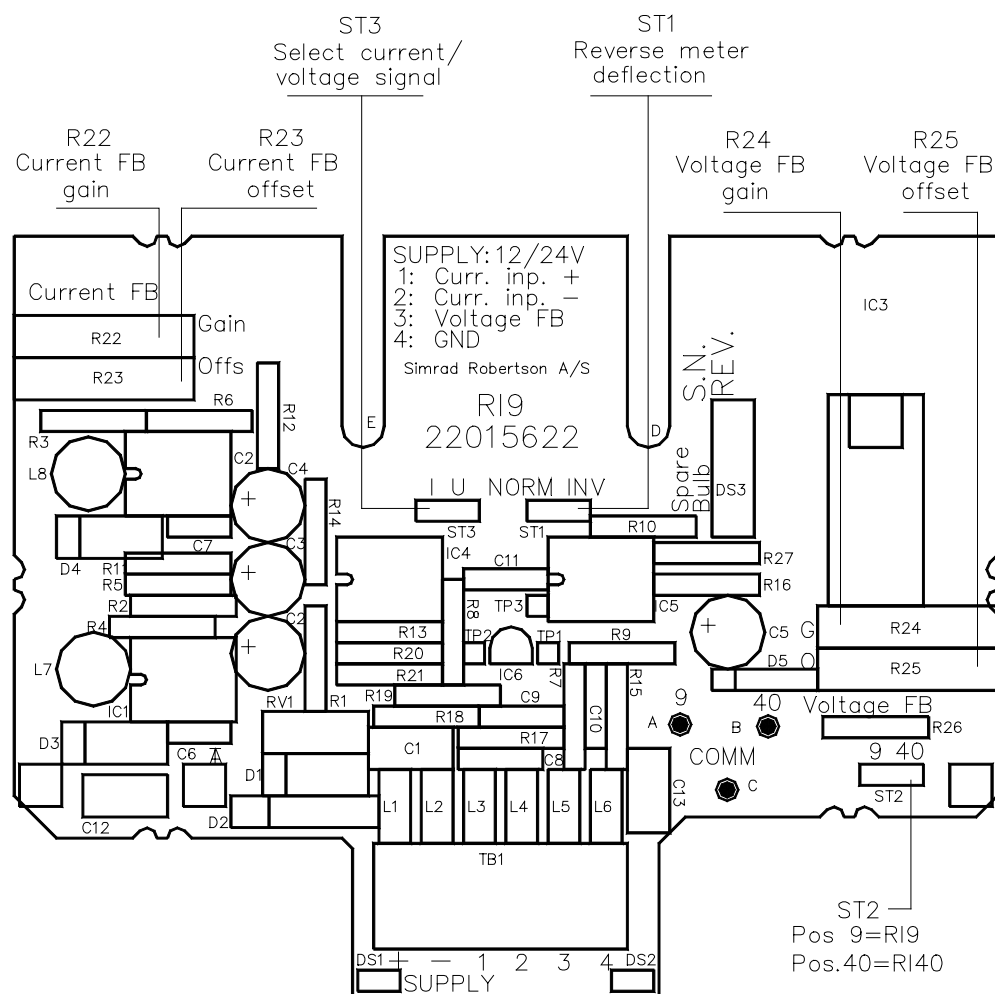 ST3
Select current/
voltage signal
ST1
Reverse meter
deflection
R22
Current FB
gain
R23
Current FB
offset
R24
Voltage FB
gain
R25
Voltage FB
offset
SUPPLY: 12/24V
1: Curr. inp. +
2: Curr. inp. −
3: Voltage FB
4: GND
Simrad Robertson A/S
RI9
22015622
Current FB
R22
Gain
R23
Offs
IC3
S.N.
REV.
R3
R6
R12
E
D
L8
C2
C4
+
I U
NORM INV
Spare
Bulb
DS3
R14
ST3
ST1
R10
D4
C7
C3
IC4
C11
R27
R5
+
R16
R2
R8
TP3
IC5
R4
C2
R13
TP2
TP1
R9
+
C5
G
R24
L7
+
R20
IC6
R7
D5
O
R25
R21
R15
IC1
RV1
R1
R19
C9
C10
9
40
Voltage FB
R18
A
B
R26
D3
C6
C1
R17
C8
COMM
9 40
D1
C13
C
ST2
C12
D2
L1
L2
L3
L4
L5
L6
TB1
ST2
Pos 9=RI9
Pos.40=RI40
DS1
+ − 1 2 3 4
DS2
SUPPLY